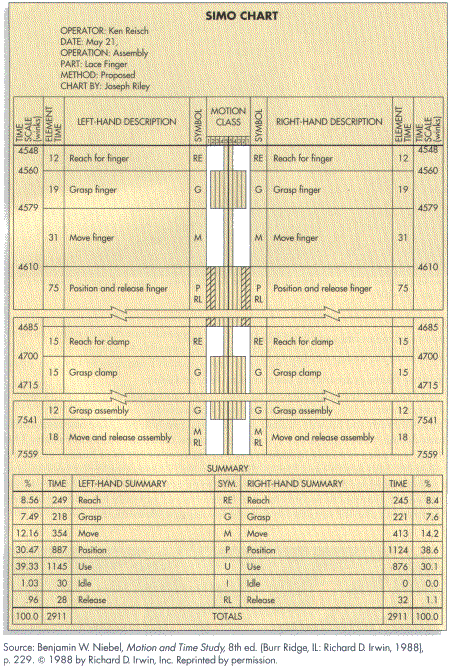 SIMO CHART
OPERATOR: Ken Reisch
DATE: May 21,
OPERATION: Assembly
PART: Lace Finger
METHOD: Proposed
CHART BY: Joseph Riley
TIME SCALE (winks) ELEMENT TIME LEFT-HAND DESCRIPTION SYMBOL MOTION CLASS SYMBOL RIGHT-HAND DESCRIPTION ELEMENT TIME TIME SCALE (winks)
4548 4548
12 Reach for finger RE RE Reach for finger 12
4560 4560
19 Grasp finger G G Grasp finger 19
4579 4579
31 Move finger M M Move finger 31
4610 4610
75 Position and release finger P RL P RL Position and release finger 75
4685 4685
15 Reach for clamp RE RE Reach for clamp 15
4700 4700
15 Grasp clamp G G Grasp clamp 15
4715 4715
12 Grasp assembly G G Grasp assembly 12
7541 7541
18 Move and release assembly M RL M RL Move and release assembly 18
7559 7559
SUMMARY
% TIME LEFT-HAND SUMMARY SYM. RIGHT-HAND SUMMARY TIME %
8.56 249 Reach RE Reach 245 8.4
7.49 218 Grasp G Grasp 221 7.6
12.16 354 Move M Move 413 14.2
30.47 887 Position P Position 1124 38.6
39.33 1145 Use U Use 876 30.1
1.03 30 Idle I Idle 0 0.0
.96 28 Release RL Release 32 1.1
100.0 2911 TOTALS 2911 100.0
Source: Benjamin W. Niebel, Motion and Time Study, 8th ed. (Burr Ridge, IL: Richard D. Irwin, 1988),
p. 229. © 1988 by Richard D. Irwin, Inc. Reprinted by permission.